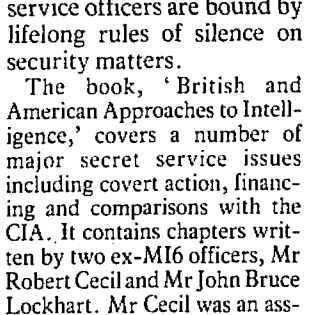 service officers are bound by
lifelong rules of silence on
security matters.
The book, ‘British and
American Approaches to Intell-
igence,’ covers a number of
major secret service issues
including covert action, financ-
ing and comparisons with the
CIA. It contains chapters writ-
ten by two ex-MI6 officers, Mr
Robert Cecil and Mr John Bruce
Lockhart. Mr Cecil was an ass-